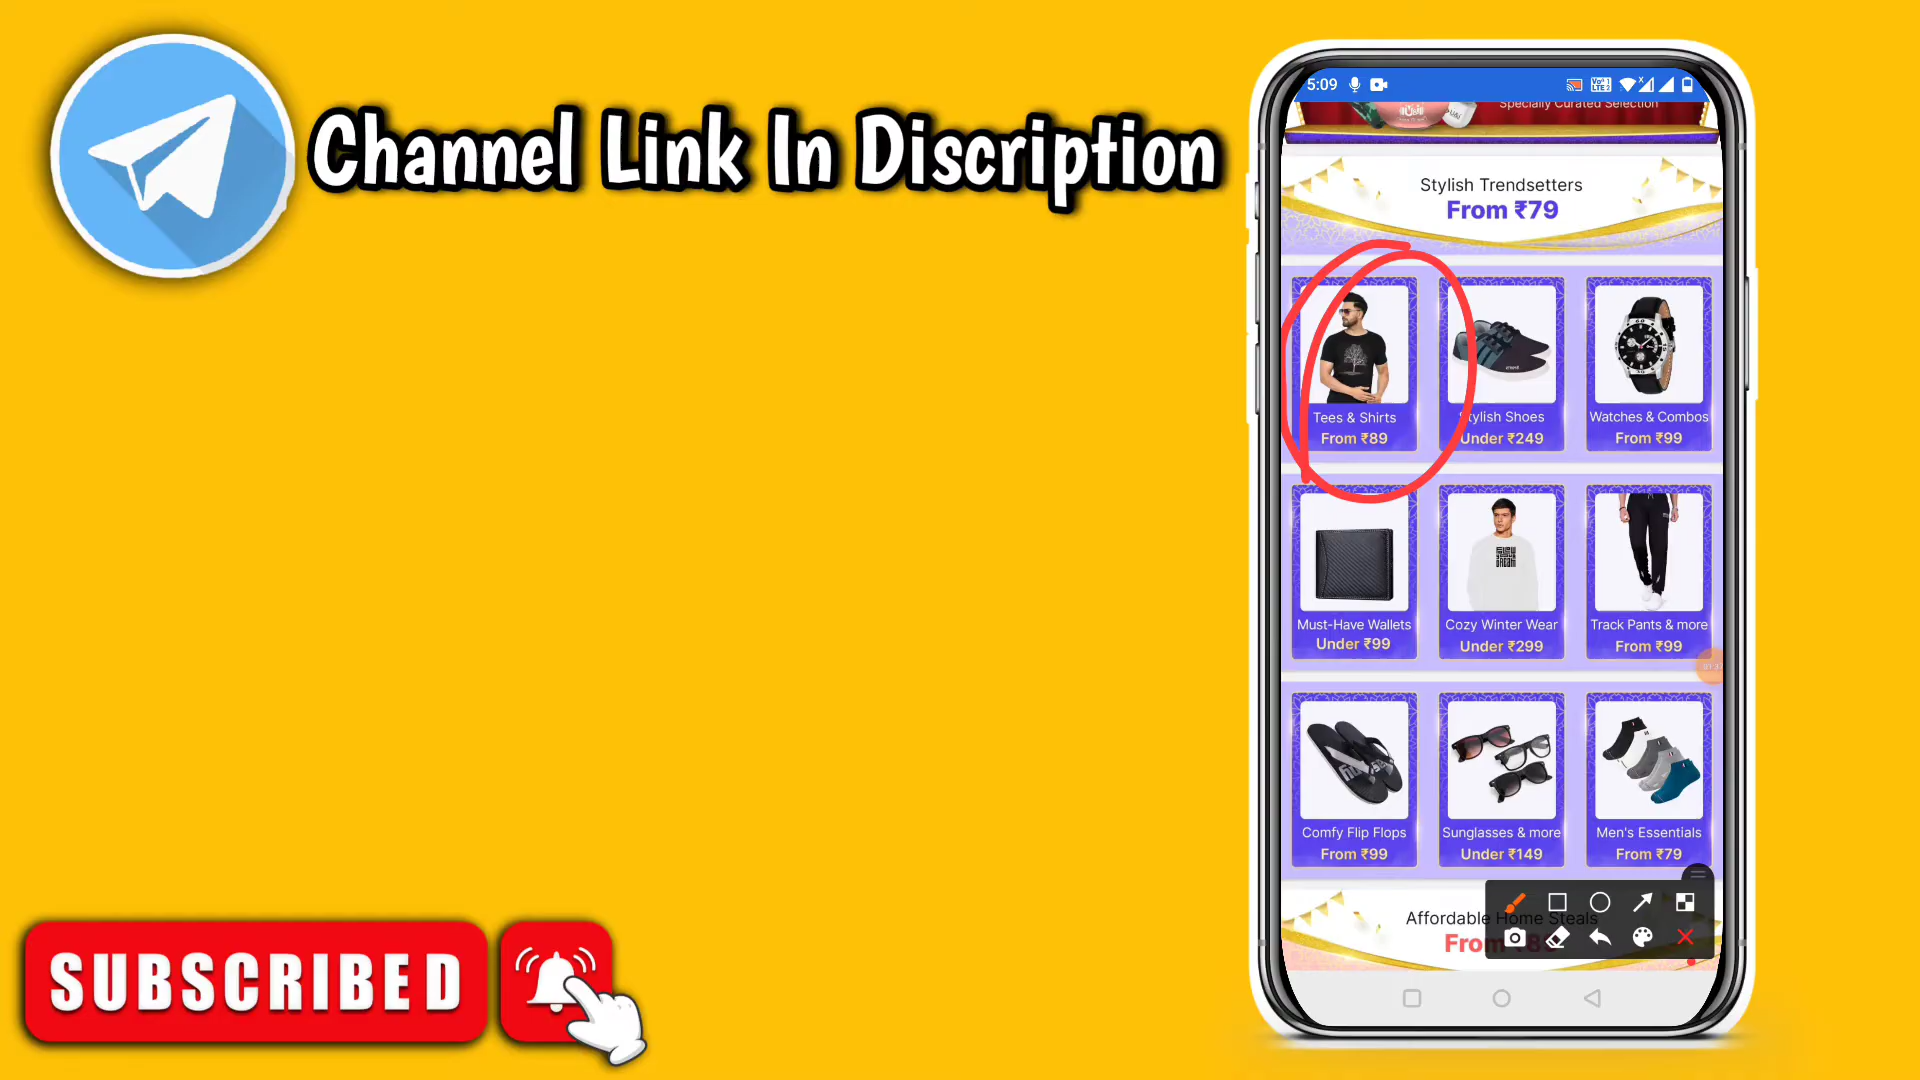 Channel Link In Discription
5:09
Specially Curated Selection
Stylish Trendsetters
From ₹79
Tees & Shirts
From ₹89
Stylish Shoes
Under ₹249
Watches & Combos
From ₹99
Must-Have Wallets
Under ₹99
Cozy Winter Wear
Under ₹299
Track Pants & more
From ₹99
Comfy Flip Flops
From ₹99
Sunglasses & more
Under ₹149
Men's Essentials
From ₹79
Affordable Home Steals
From
SUBSCRIBED